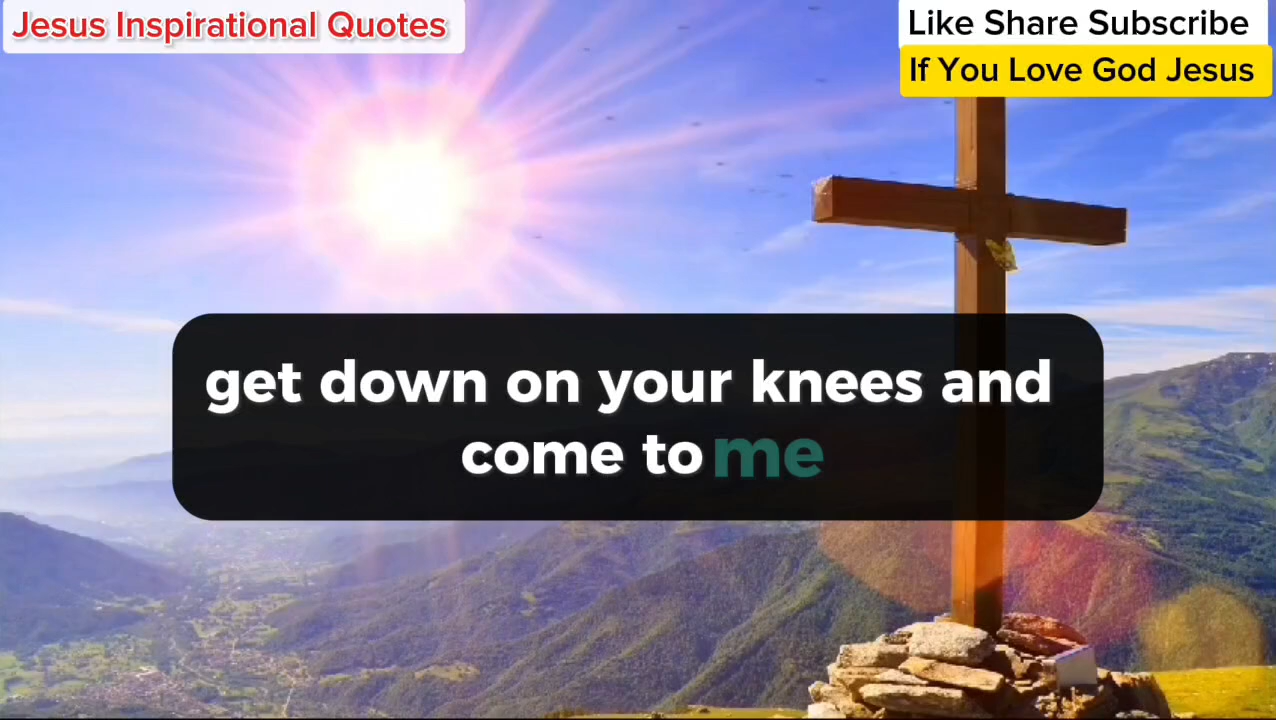 Jesus Inspirational Quotes
Like Share Subscribe
If You Love God Jesus
get down on your knees and
come to me